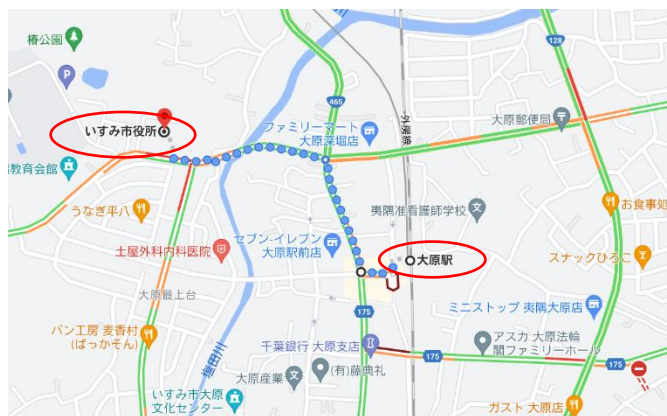 椿公園
P
いすみ市役所
教育会館
うなぎ平八
土屋外科内科医院
大原最上台
パン工房 麦香村
(ばっかそん)
いすみ市大原
文化センター
塩田川
465
ファミリーマート
大原深堀店
外房線
128
大原郵便局
夷隅准看護師学校
お食事処
セブン-イレブン
大原駅前店
大原駅
スナックひろこ
175
ミニストップ 夷隅大原店
千葉銀行 大原支店
175
アスカ 大原法輪
閣ファミリーホール
175
大原産業
(有)藤典礼
ガスト 大原店